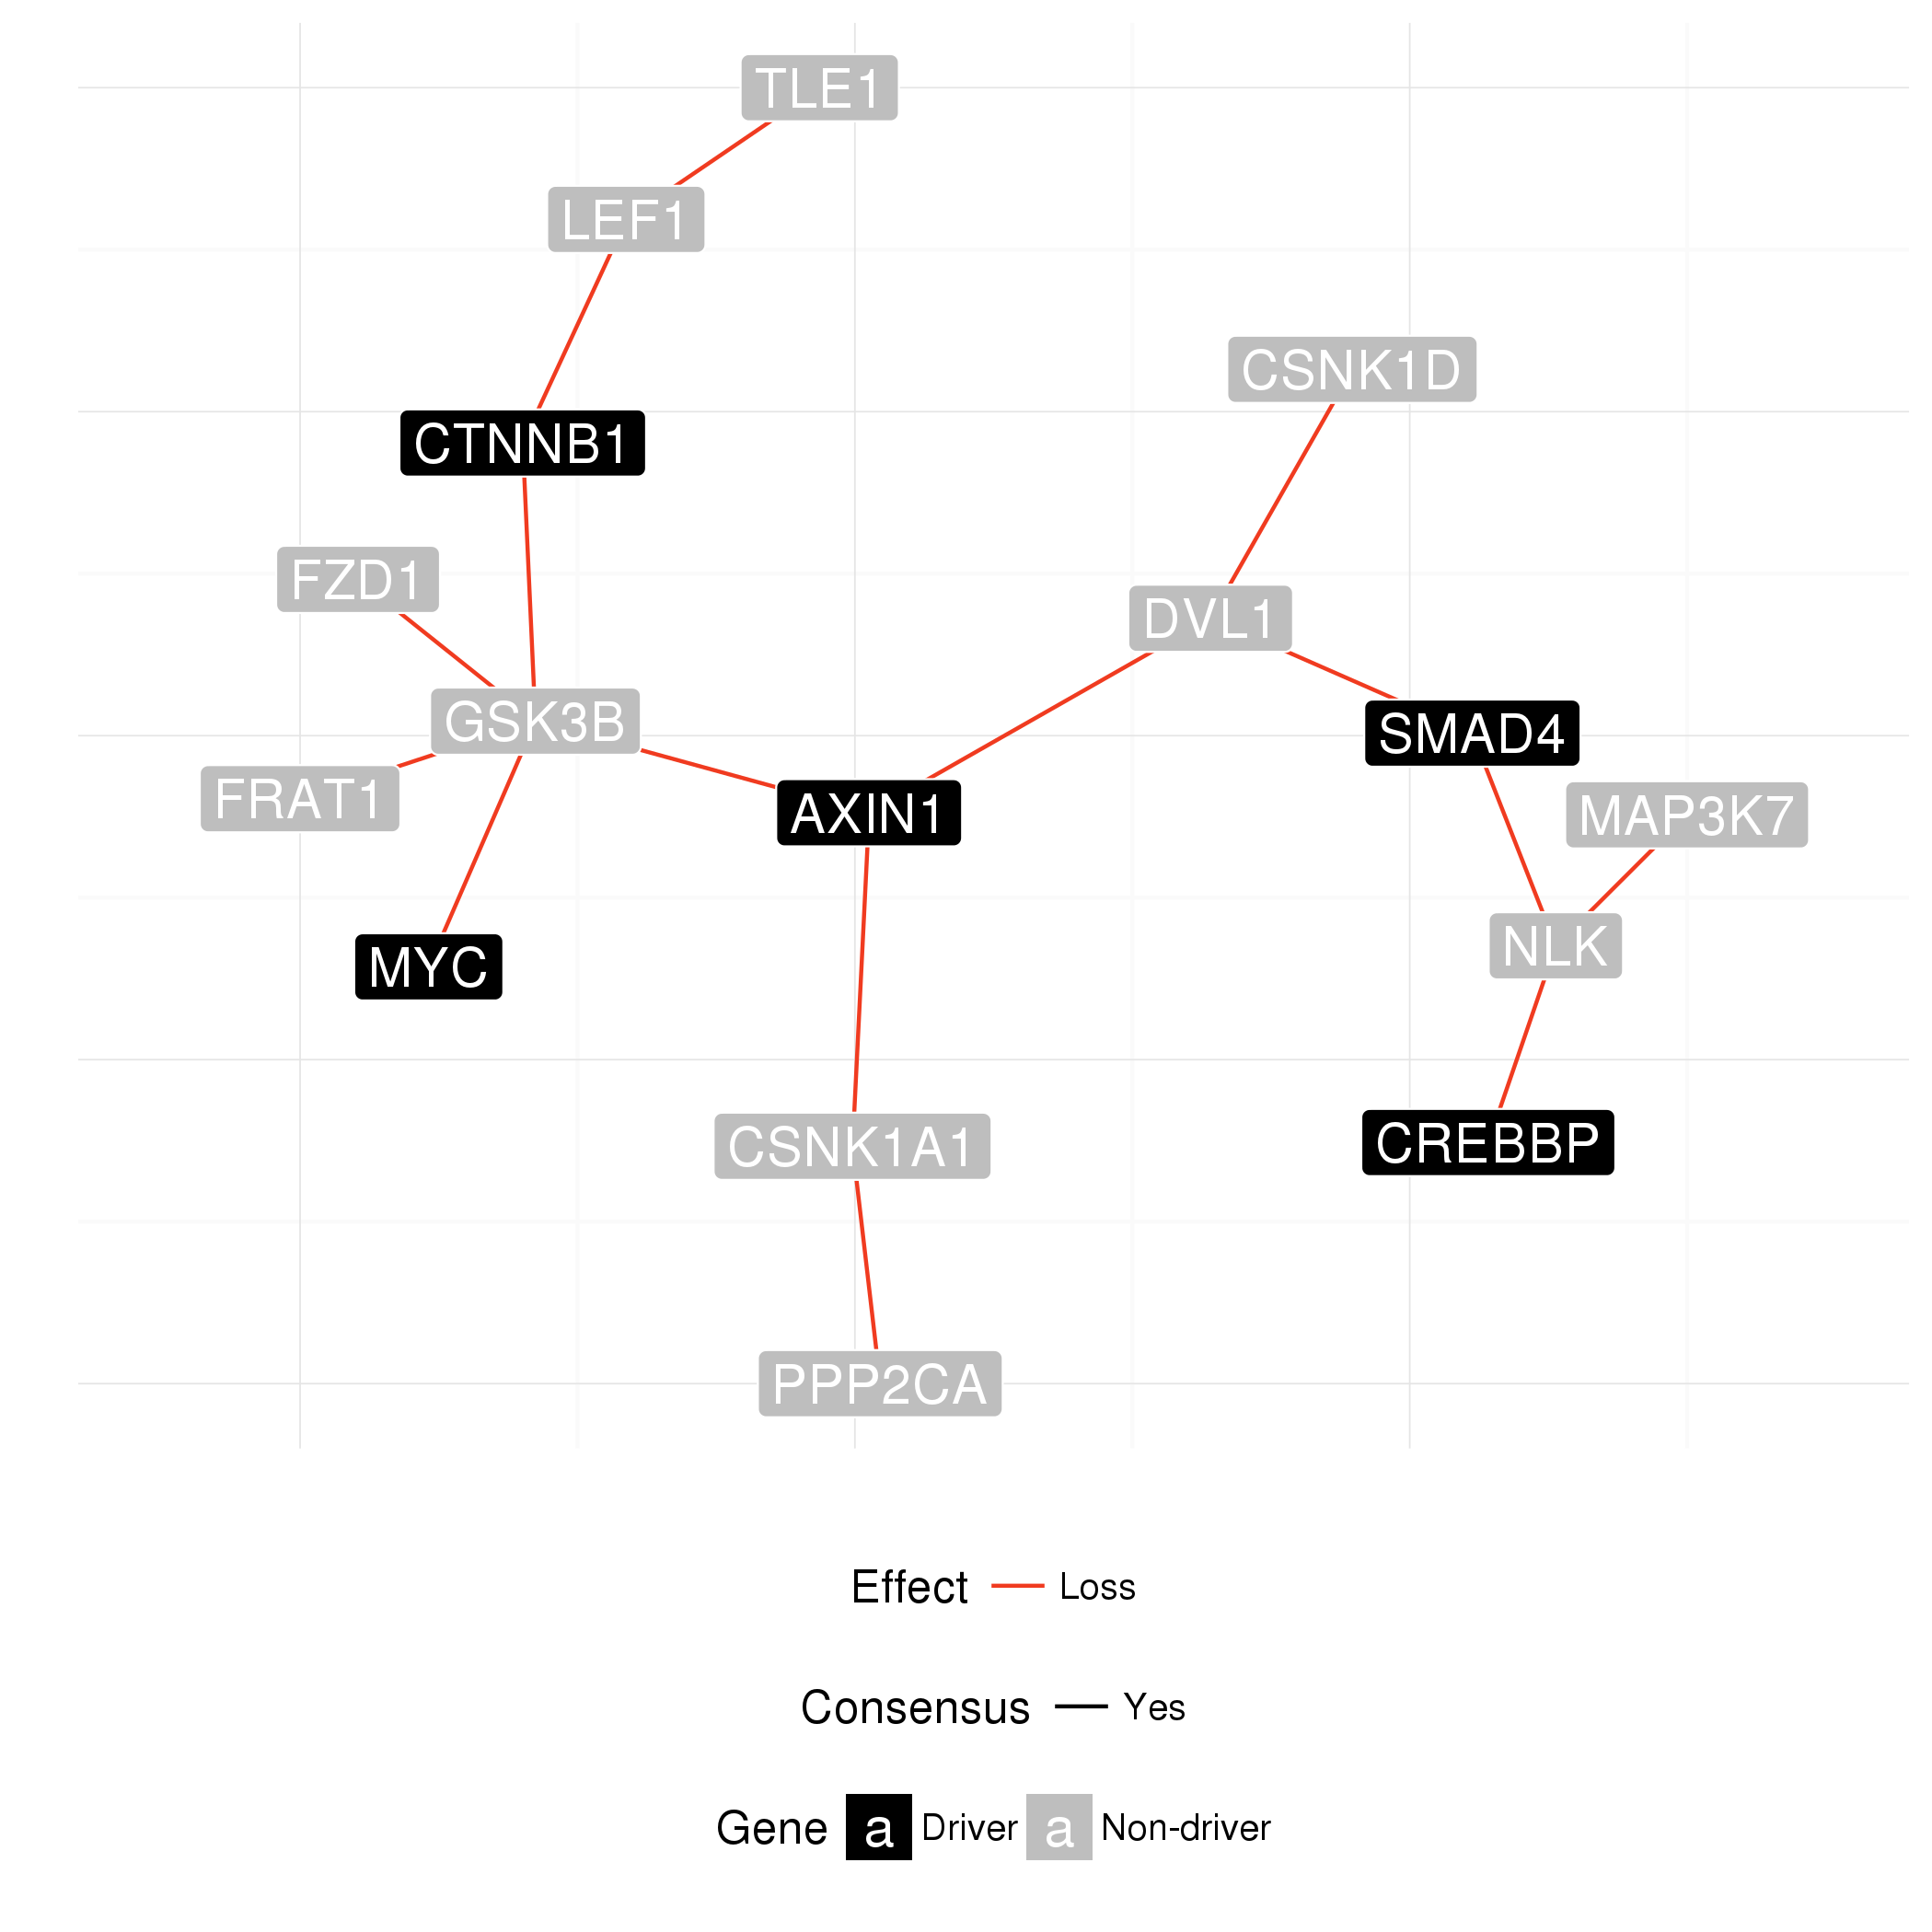 TLE1
LEF1
CSNK1D
CTNNB1
FZD1
DVL1
GSK3B
SMAD4
FRAT1
AXIN1
MAP3K7
NLK
MYC
CSNK1A1
CREBBP
PPP2CA
Effect Loss
Consensus Yes
Gene a Driver a Non-driver